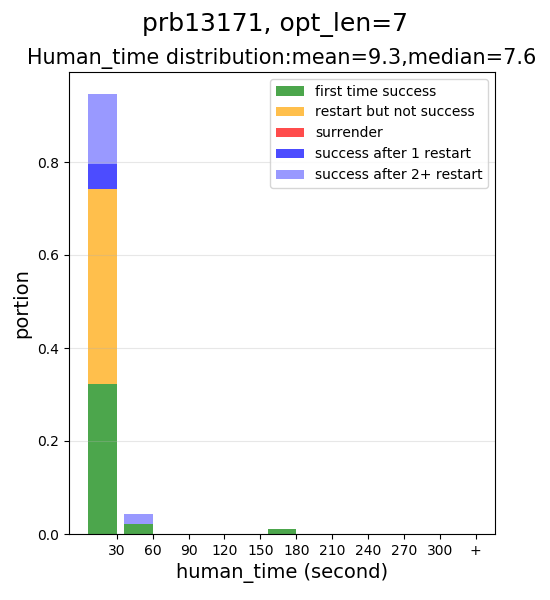 prb13171, opt_len=7
Human_time distribution:mean=9.3,median=7.6
first time success
restart but not success
surrender
success after 1 restart
success after 2+ restart
portion
0.8
0.6
0.4
0.2
0.0
30 60 90 120 150 180 210 240 270 300 +
human_time (second)